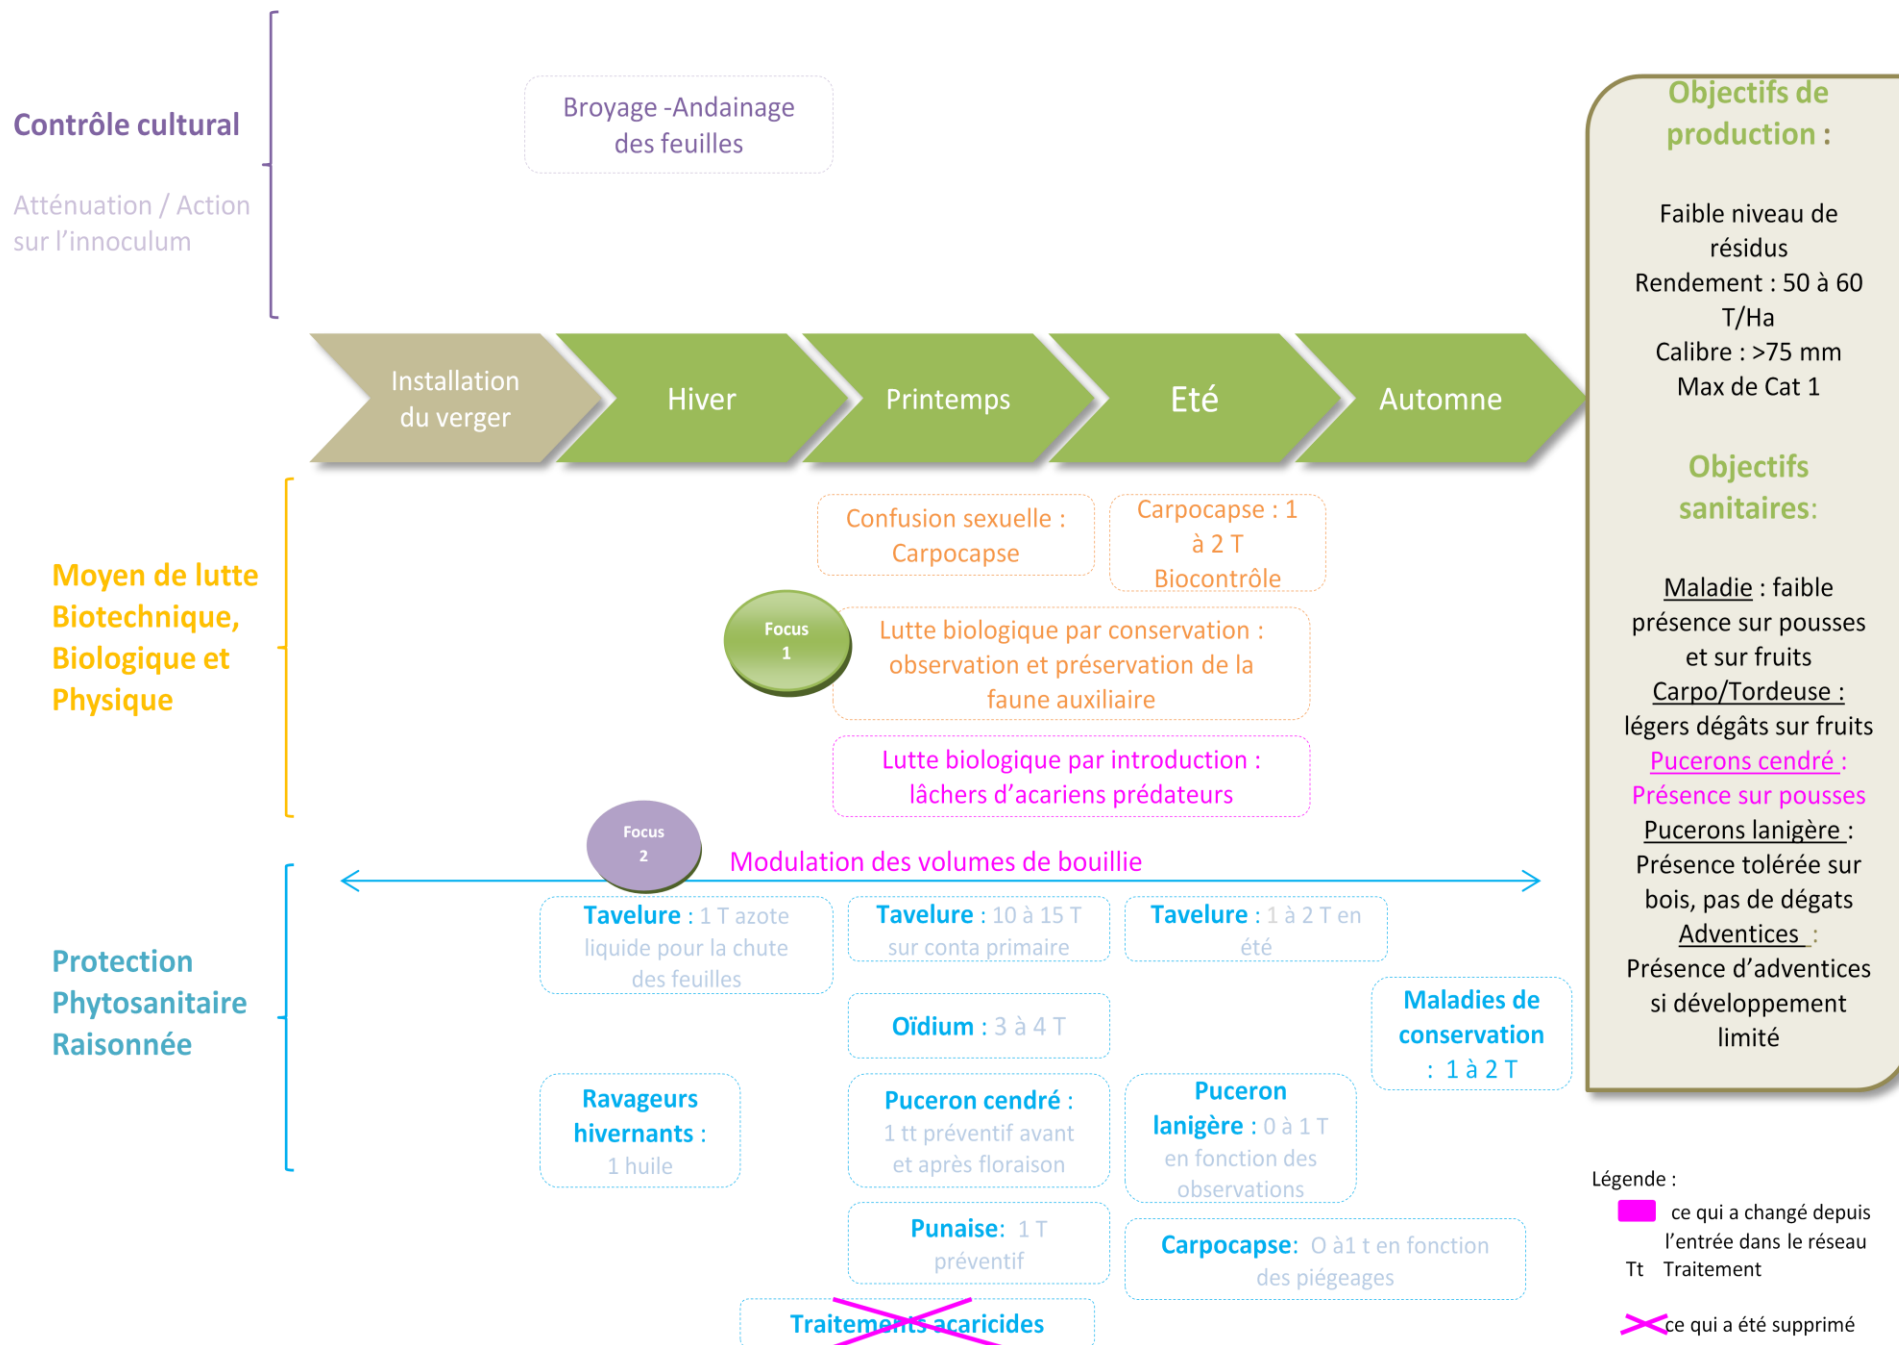 Contrôle cultural
Atténuation / Action
sur l'innoculum
Broyage -Andainage
des feuilles
Installation
du verger
Hiver
Printemps
Eté
Automne
Moyen de lutte
Biotechnique,
Biologique et
Physique
Confusion sexuelle :
Carpocapse
Carpocapse : 1
à 2 T
Biocontrôle
Focus
1
Lutte biologique par conservation :
observation et préservation de la
faune auxiliaire
Lutte biologique par introduction :
lâchers d'acariens prédateurs
Focus
2
Modulation des volumes de bouillie
Protection
Phytosanitaire
Raisonnée
Tavelure : 1 T azote
liquide pour la chute
des feuilles
Tavelure : 10 à 15 T
sur conta primaire
Tavelure : 1 à 2 T en
été
Oïdium : 3 à 4 T
Maladies de
conservation
: 1 à 2 T
Ravageurs
hivernants :
1 huile
Puceron cendré :
1 tt préventif avant
et après floraison
Puceron
lanigère : 0 à 1 T
en fonction des
observations
Punaise: 1 T
préventif
Carpocapse: O à1 t en fonction
des piégeages
Traitements acaricides
Objectifs de
production :
Faible niveau de
résidus
Rendement : 50 à 60
T/Ha
Calibre : >75 mm
Max de Cat 1
Objectifs
sanitaires:
Maladie : faible
présence sur pousses
et sur fruits
Carpo/Tordeuse :
légers dégâts sur fruits
Pucerons cendré :
Présence sur pousses
Pucerons lanigère :
Présence tolérée sur
bois, pas de dégats
Adventices :
Présence d'adventices
si développement
limité
Légende :
ce qui a changé depuis
l'entrée dans le réseau
Tt Traitement
ce qui a été supprimé